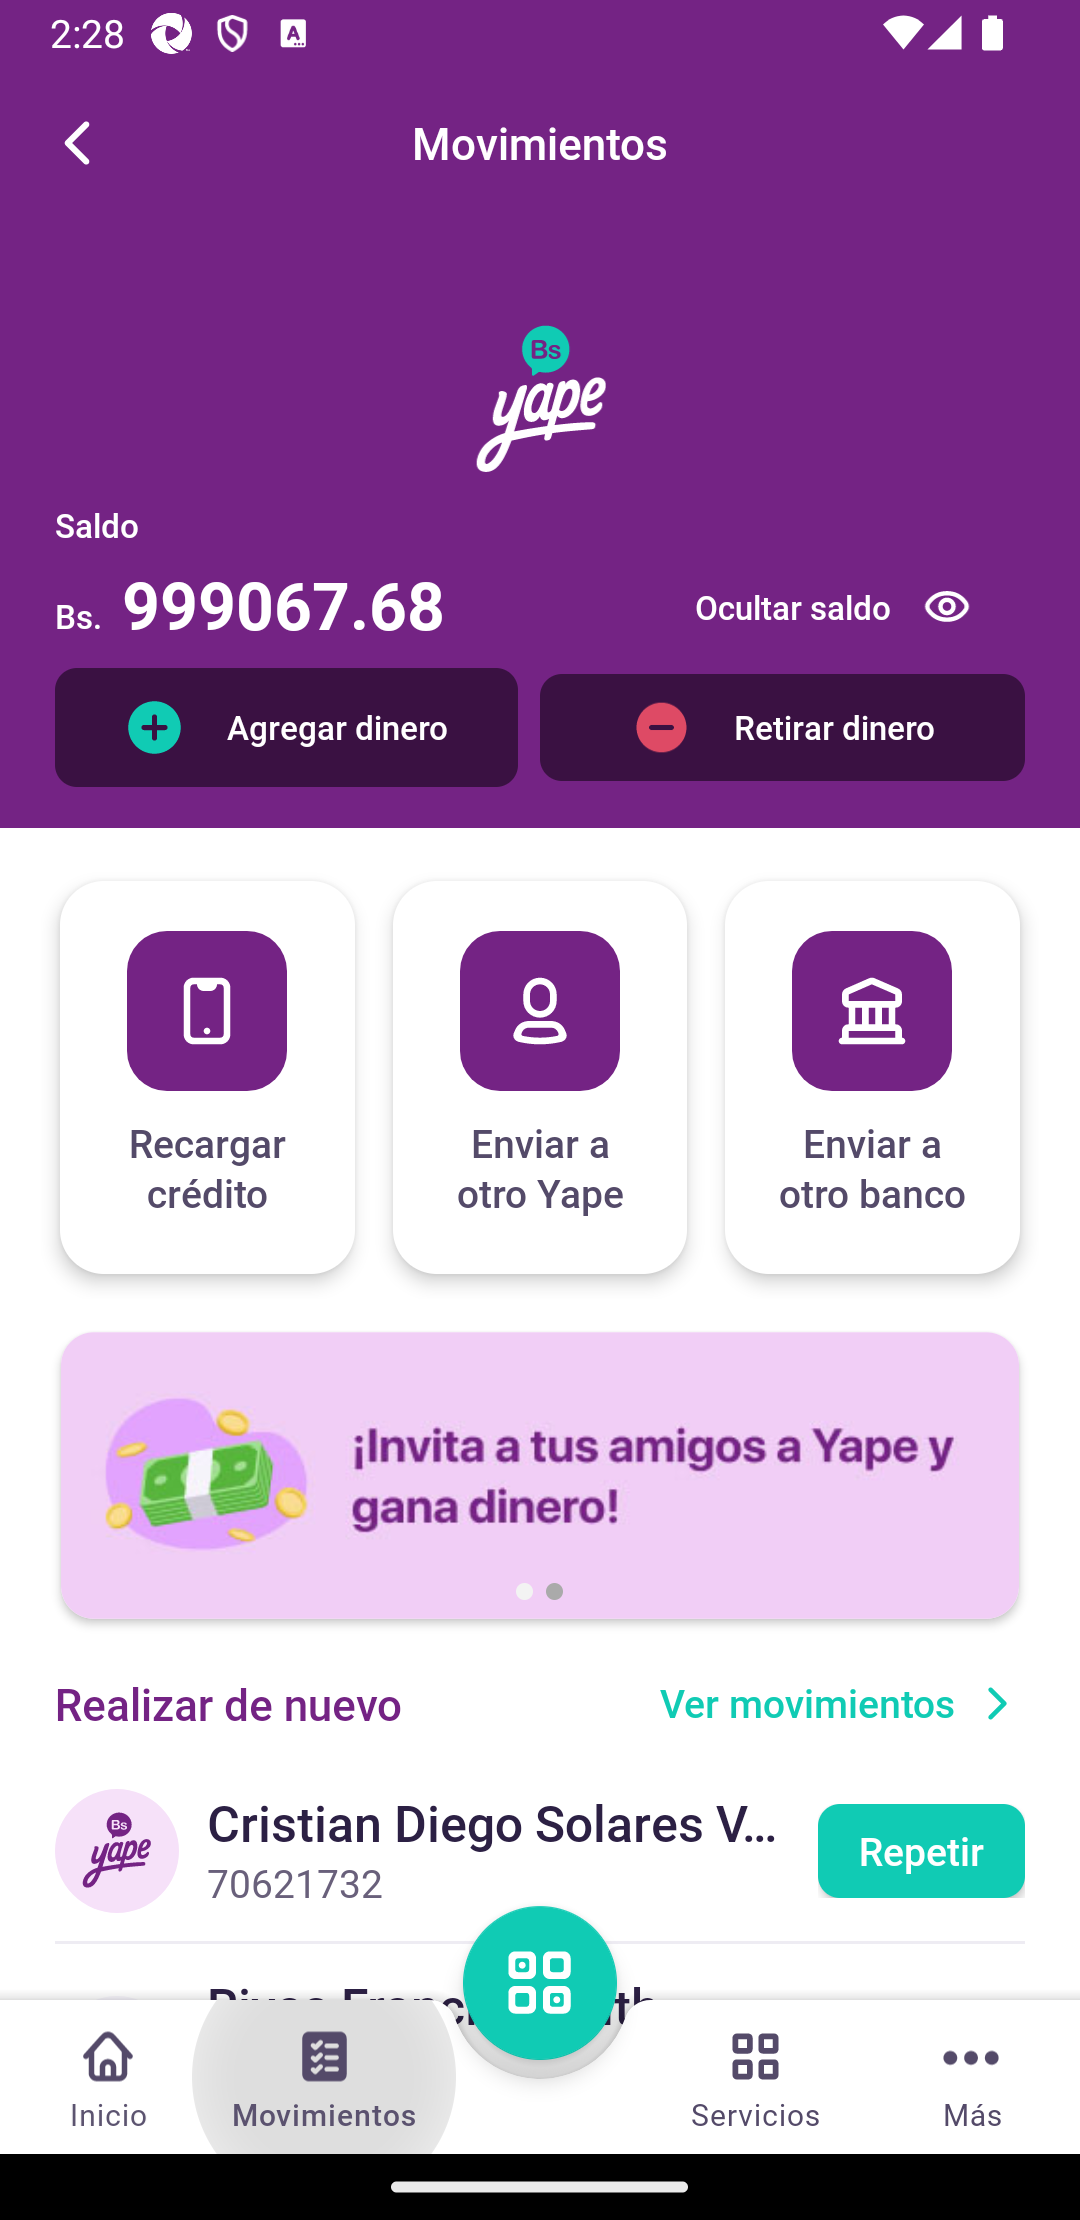 2:28
Movimientos
Bs
yape
Saldo
Bs. 999067.68
Ocultar saldo
Agregar dinero
Retirar dinero
Recargar
crédito
Enviar a
otro Yape
Enviar a
otro banco
¡Invita a tus amigos a Yape y
gana dinero!
Realizar de nuevo
Ver movimientos
Cristian Diego Solares V...
70621732
Bs
yape
Repetir
Inicio
Movimientos
Servicios
Más